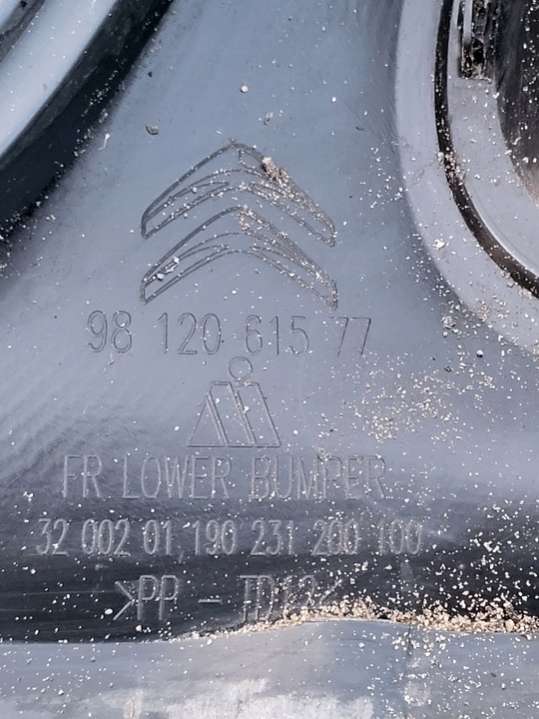 98 120 615 77
FR LOWER BUMPER
32 002 01,190 231 200 100
>PP - TD12<